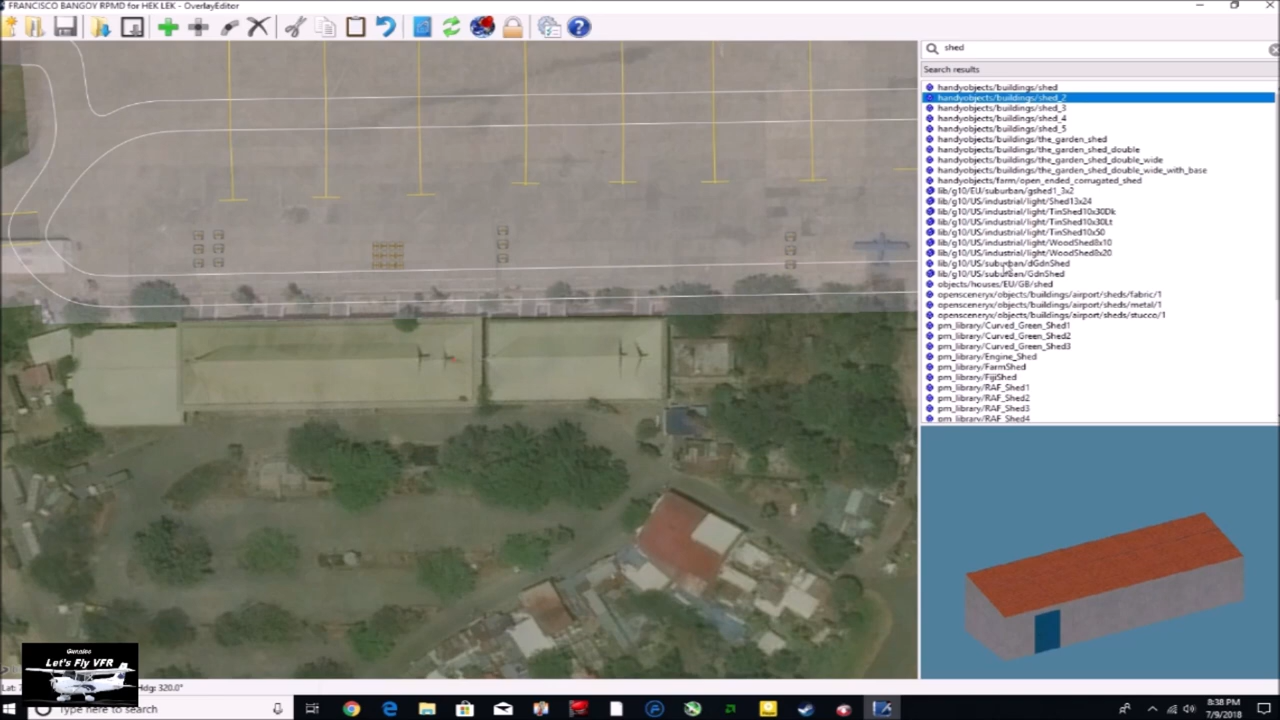 FRANCISCO BANGOY RPMD for HEK LEK - OverlayEditor
shed
Search results
handyobjects/buildings/shed
handyobjects/buildings/shed_2
handyobjects/buildings/shed_3
handyobjects/buildings/shed_4
handyobjects/buildings/shed_5
handyobjects/buildings/the_garden_shed
handyobjects/buildings/the_garden_shed_double
handyobjects/buildings/the_garden_shed_double_wide
handyobjects/buildings/the_garden_shed_double_wide_with_base
handyobjects/farm/open_ended_corrugated_shed
lib/g10/EU/suburban/gshed1_3x2
lib/g10/US/industrial/light/Shed13x24
lib/g10/US/industrial/light/TinShed10x30Dk
lib/g10/US/industrial/light/TinShed10x30Lt
lib/g10/US/industrial/light/TinShed10x50
lib/g10/US/industrial/light/WoodShed8x10
lib/g10/US/industrial/light/WoodShed8x20
lib/g10/US/suburban/dGdnShed
lib/g10/US/suburban/GdnShed
objects/houses/EU/GB/shed
opensceneryx/objects/buildings/airport/sheds/fabric/1
opensceneryx/objects/buildings/airport/sheds/metal/1
opensceneryx/objects/buildings/airport/sheds/stucco/1
pm_library/Curved_Green_Shed1
pm_library/Curved_Green_Shed2
pm_library/Curved_Green_Shed3
pm_library/Engine_Shed
pm_library/FarmShed
pm_library/FijiShed
pm_library/RAF_Shed1
pm_library/RAF_Shed2
pm_library/RAF_Shed3
pm_library/RAF_Shed4
Let's Fly VFR
Lat: 7
Hdg: 320.0°
Type here to search
8:38 PM
7/9/2018